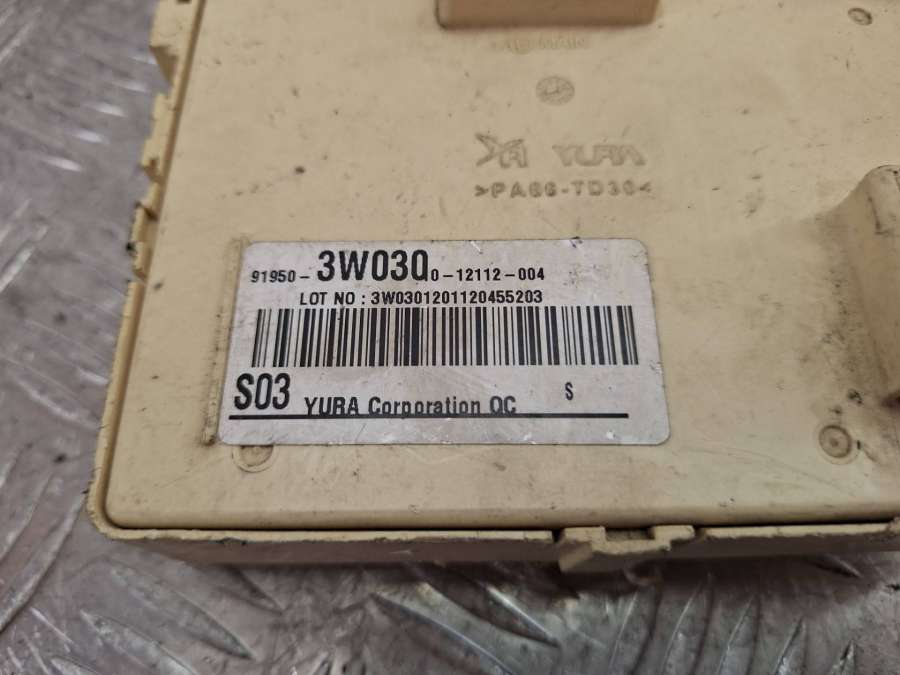 YURA
>PA66-TD30<
91950- 3W030 0-12112-004
LOT NO : 3W0301201120455203
S03 YURA Corporation QC S